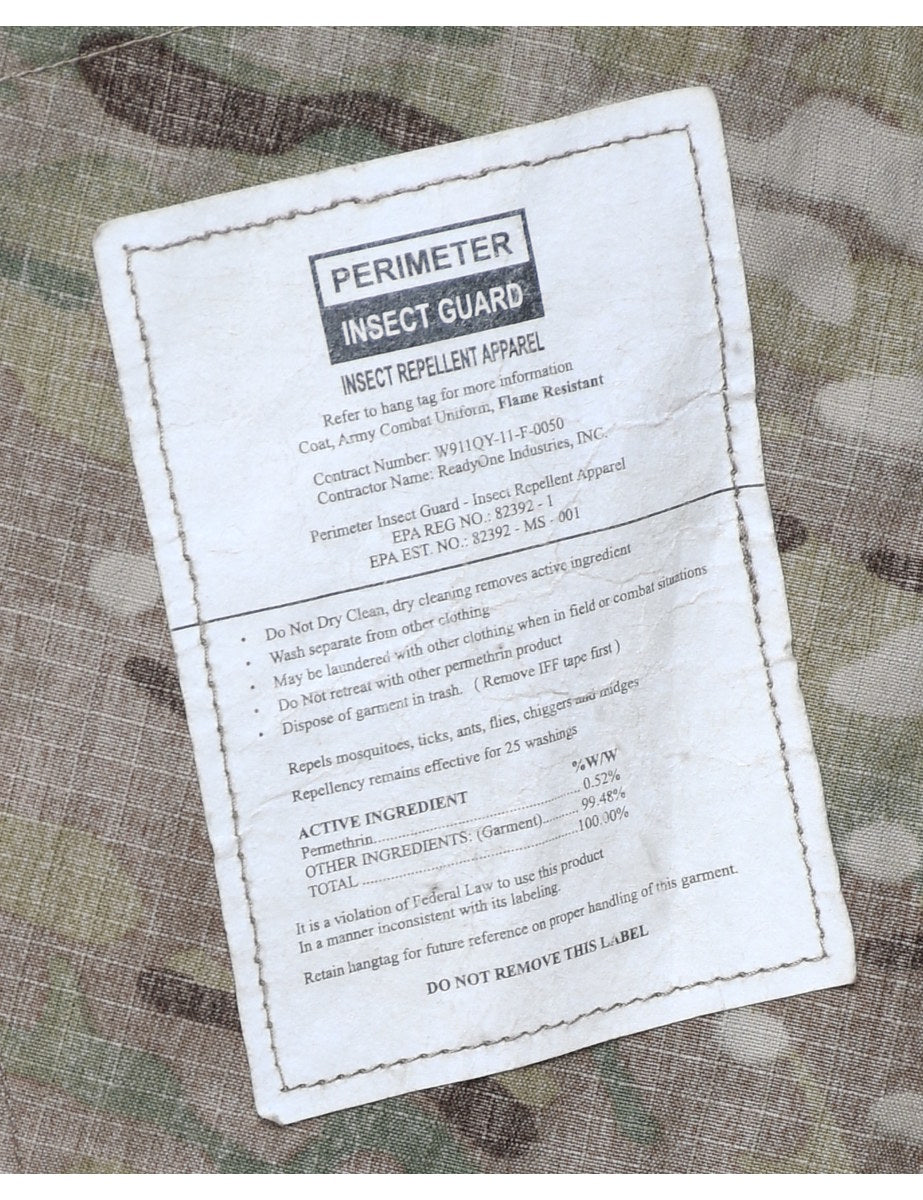 PERIMETER
INSECT GUARD
INSECT REPELLENT APPAREL
Refer to hang tag for more information
Coat, Army Combat Uniform, Flame Resistant
Contract Number: W911QY-11-F-0050
Contractor Name: ReadyOne Industries, INC.
Perimeter Insect Guard - Insect Repellent Apparel
EPA REG NO.: 82392 - 1
EPA EST. NO.: 82392 - MS - 001
• Do Not Dry Clean, dry cleaning removes active ingredient
• Wash separate from other clothing
• May be laundered with other clothing when in field or combat situations
• Do Not retreat with other permethrin product
• Dispose of garment in trash. ( Remove IFF tape first )
Repels mosquitoes, ticks, ants, flies, chiggers and midges
Repellency remains effective for 25 washings
ACTIVE INGREDIENT %W/W
Permethrin........................................0.52%
OTHER INGREDIENTS: (Garment).........99.48%
TOTAL ..............................................100.00%
It is a violation of Federal Law to use this product
In a manner inconsistent with its labeling.
Retain hangtag for future reference on proper handling of this garment.
DO NOT REMOVE THIS LABEL